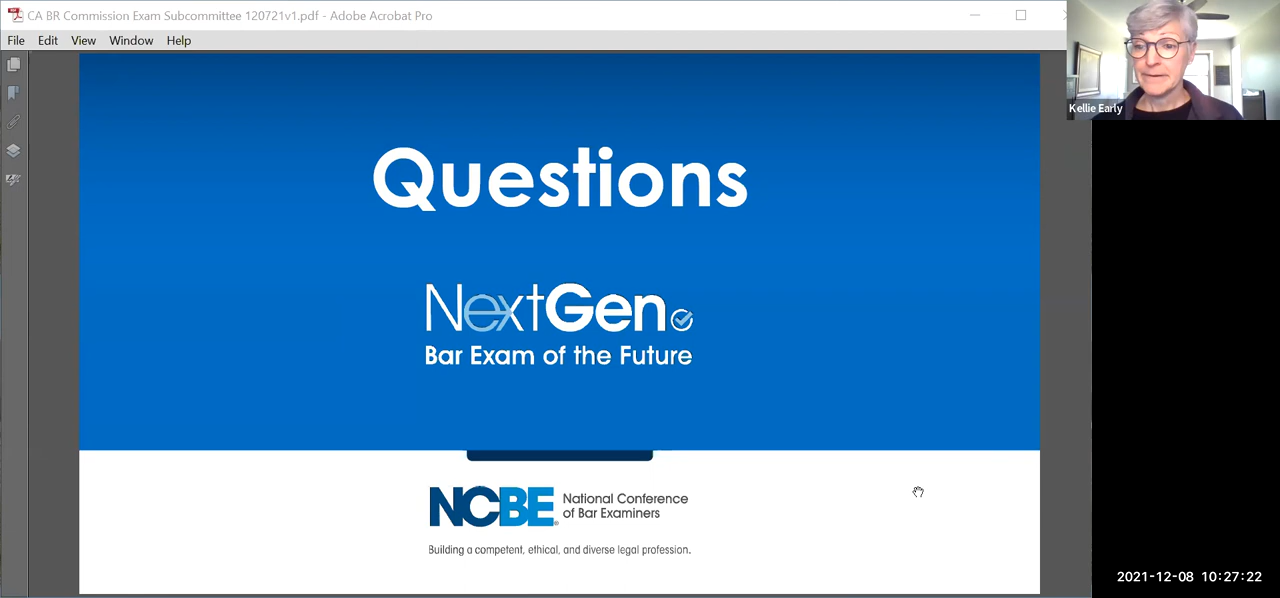 CA BR Commission Exam Subcommittee 120721v1.pdf - Adobe Acrobat Pro
File Edit View Window Help
Kellie Early
Questions
NextGen
Bar Exam of the Future
NCBE® National Conference
of Bar Examiners
Building a competent, ethical, and diverse legal profession.
2021-12-08 10:27:22